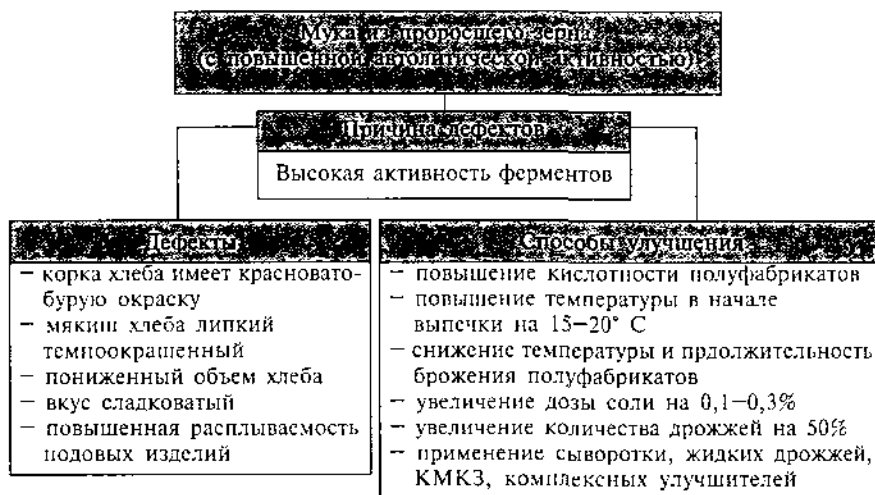 Мука из проросшего зерна
(с повышенной автолитической активностью)
Причина дефектов
Высокая активность ферментов
Дефекты
– корка хлеба имеет красновато-
бурую окраску
– мякиш хлеба липкий
темноокрашенный
– пониженный объем хлеба
– вкус сладковатый
– повышенная расплываемость
подовых изделий
Способы улучшения
– повышение кислотности полуфабрикатов
– повышение температуры в начале
выпечки на 15–20° С
– снижение температуры и прдолжительность
брожения полуфабрикатов
– увеличение дозы соли на 0,1–0,3%
– увеличение количества дрожжей на 50%
– применение сыворотки, жидких дрожжей,
КМКЗ, комплексных улучшителей